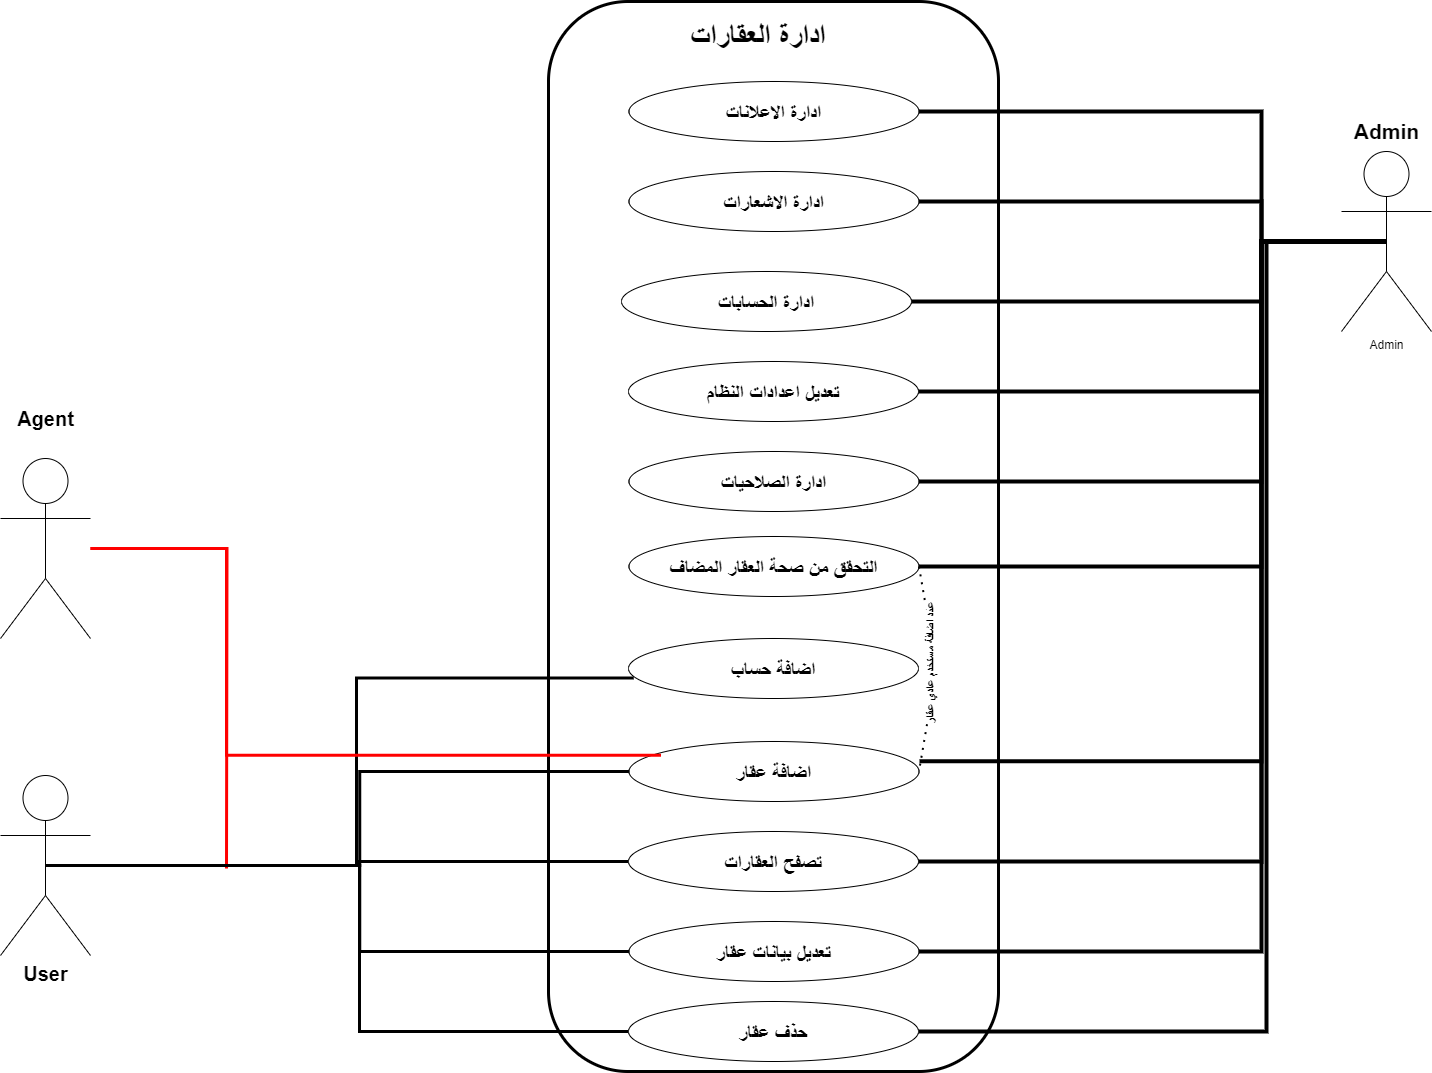 ادارة العقارات
ادارة الاعلانات
Admin
ادارة الاشعارات
ادارة الحسابات
Admin
تعديل اعدادات النظام
Agent
ادارة الصلاحيات
التحقق من صحة العقار المضاف
عند اضافة مستخدم عادي عقار
اضافة حساب
اضافة عقار
تصفح العقارات
تعديل بيانات عقار
User
حذف عقار